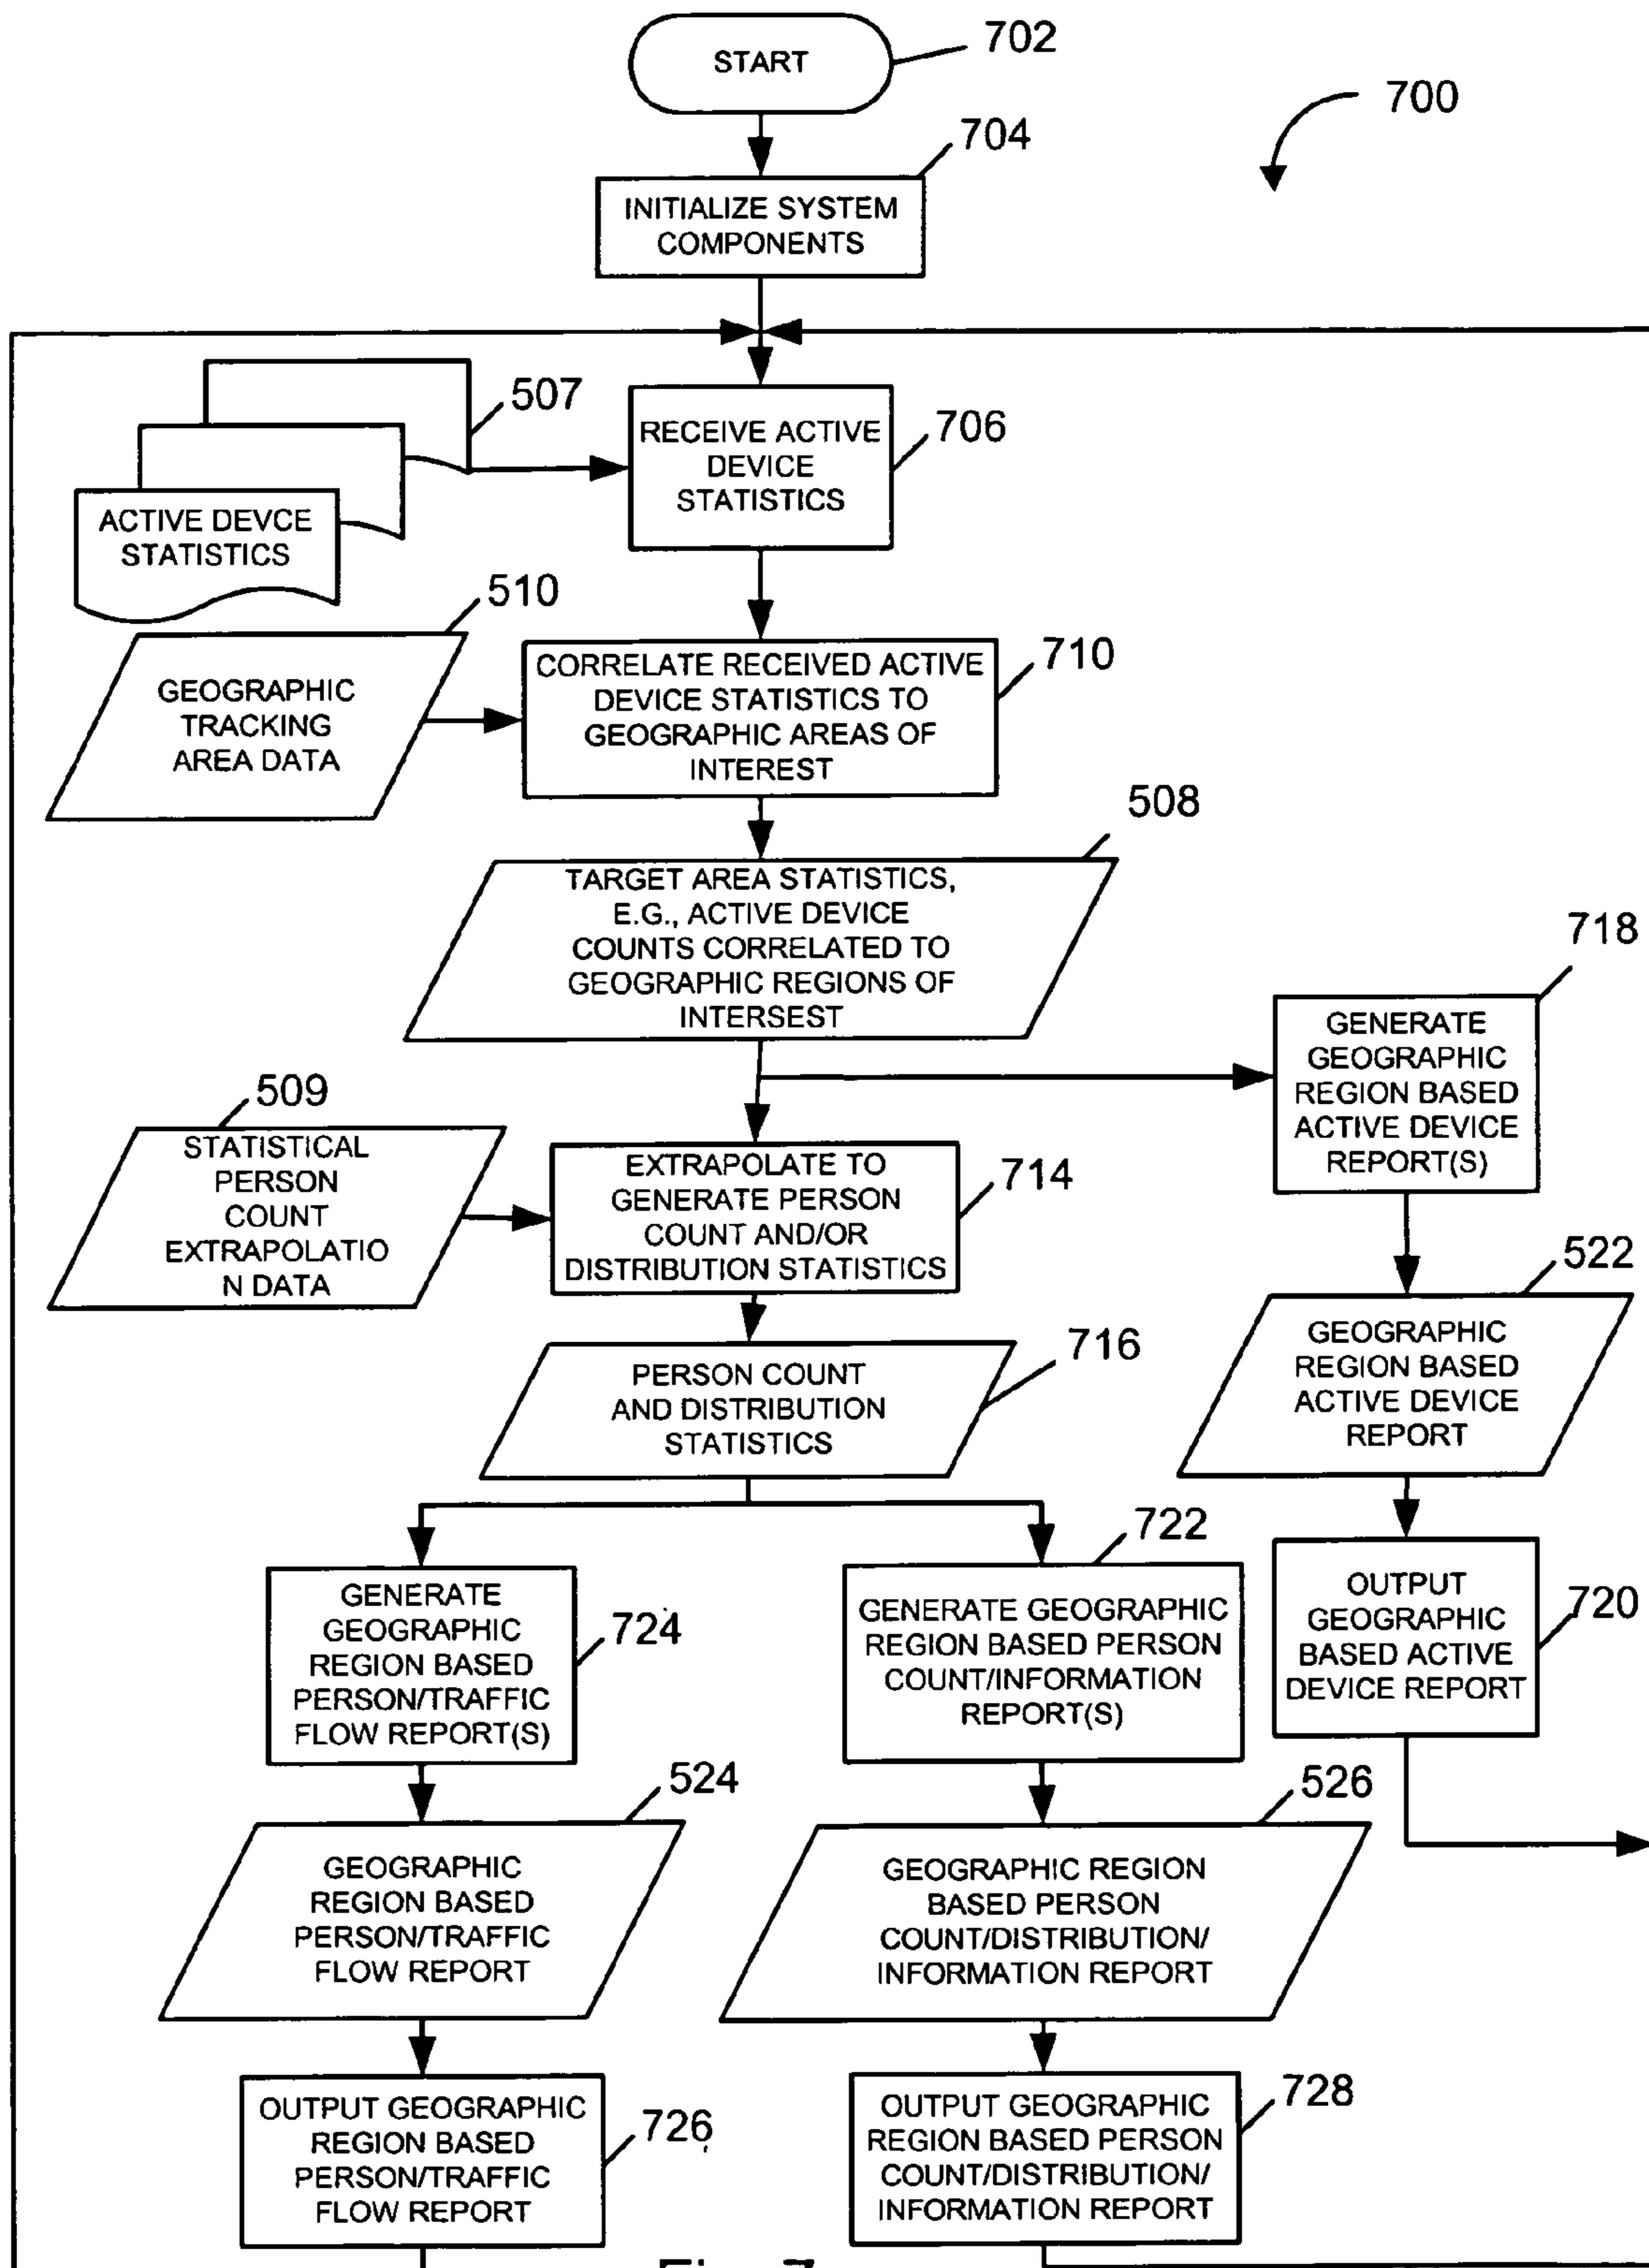 START
702
700
704
INITIALIZE SYSTEM
COMPONENTS
507
RECEIVE ACTIVE
DEVICE
STATISTICS
706
ACTIVE DEVCE
STATISTICS
510
GEOGRAPHIC
TRACKING
AREA DATA
CORRELATE RECEIVED ACTIVE
DEVICE STATISTICS TO
GEOGRAPHIC AREAS OF
INTEREST
710
508
TARGET AREA STATISTICS,
E.G., ACTIVE DEVICE
COUNTS CORRELATED TO
GEOGRAPHIC REGIONS OF
INTERSEST
718
GENERATE
GEOGRAPHIC
REGION BASED
ACTIVE DEVICE
REPORT(S)
509
STATISTICAL
PERSON
COUNT
EXTRAPOLATIO
N DATA
EXTRAPOLATE TO
GENERATE PERSON
COUNT AND/OR
DISTRIBUTION STATISTICS
714
522
GEOGRAPHIC
REGION BASED
ACTIVE DEVICE
REPORT
716
PERSON COUNT
AND DISTRIBUTION
STATISTICS
722
GENERATE
GEOGRAPHIC
REGION BASED
PERSON/TRAFFIC
FLOW REPORT(S)
724
GENERATE GEOGRAPHIC
REGION BASED PERSON
COUNT/INFORMATION
REPORT(S)
OUTPUT
GEOGRAPHIC
BASED ACTIVE
DEVICE REPORT
720
524
526
GEOGRAPHIC
REGION BASED
PERSON/TRAFFIC
FLOW REPORT
GEOGRAPHIC REGION
BASED PERSON
COUNT/DISTRIBUTION/
INFORMATION REPORT
OUTPUT GEOGRAPHIC
REGION BASED
PERSON/TRAFFIC
FLOW REPORT
726
OUTPUT GEOGRAPHIC
REGION BASED PERSON
COUNT/DISTRIBUTION/
INFORMATION REPORT
728